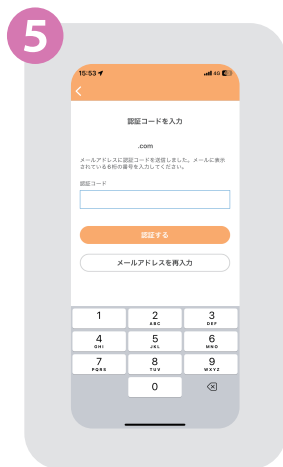 5
15:53 4G
認証コードを入力
.com
メールアドレスに認証コードを送信しました。メールに表示
されている6桁の番号を入力してください。
認証コード
認証する
メールアドレスを再入力
1 2 ABC 3 DEF
4 GHI 5 JKL 6 MNO
7 PQRS 8 TUV 9 WXYZ
0